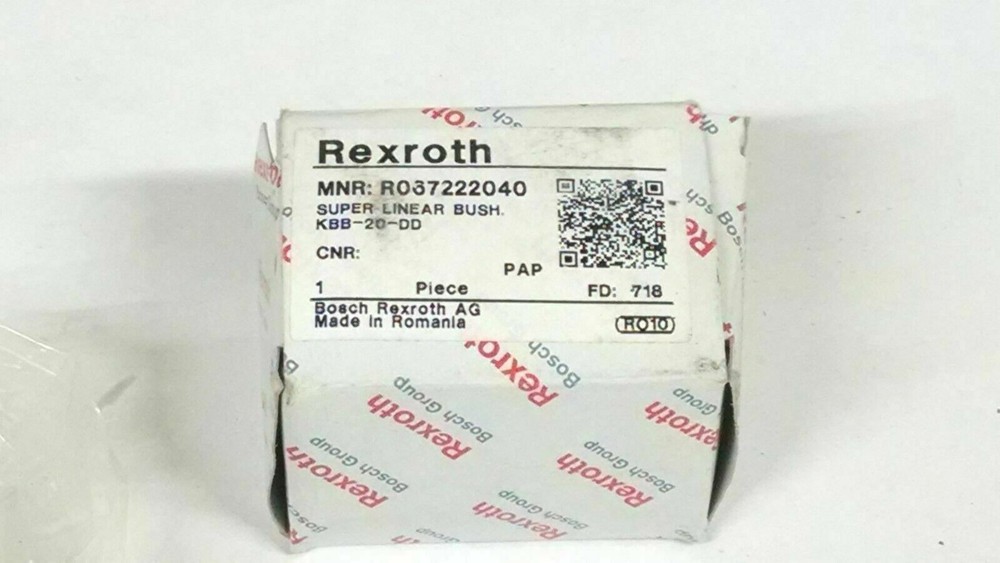 Rexroth
MNR: R067222040
SUPER LINEAR BUSH.
KBB-20-DD
CNR:
PAP
1 Piece FD: 718
Bosch Rexroth AG
Made in Romania
RO10
Rexroth
Bosch Group
Rexroth
Bosch Group
Rexroth
Bosch Group
Rexroth
Bosch Group
Rexroth
Bosch Group